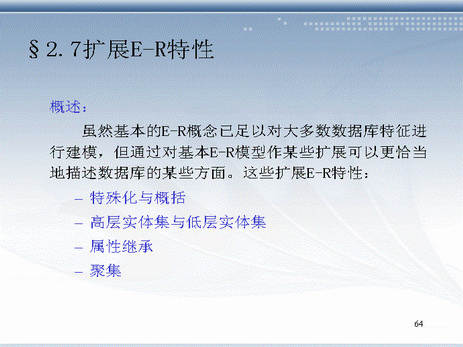 §2.7扩展E-R特性
概述：
虽然基本的E-R概念已足以对大多数数据库特征进
行建模，但通过对基本E-R模型作某些扩展可以更恰当
地描述数据库的某些方面。这些扩展E-R特性：
– 特殊化与概括
– 高层实体集与低层实体集
– 属性继承
– 聚集
64